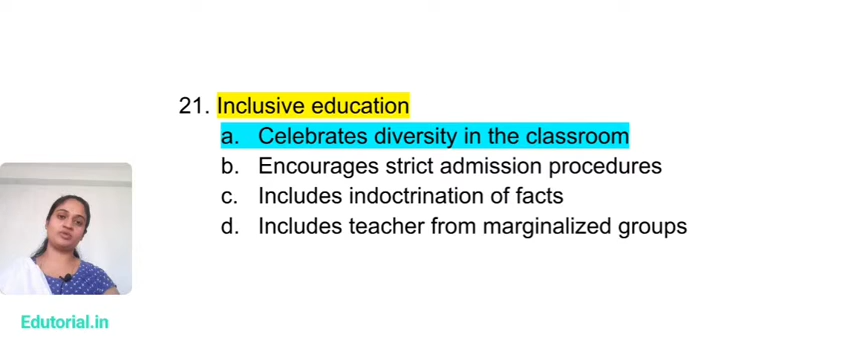 21. Inclusive education
a. Celebrates diversity in the classroom
b. Encourages strict admission procedures
c. Includes indoctrination of facts
d. Includes teacher from marginalized groups
Edutorial.in